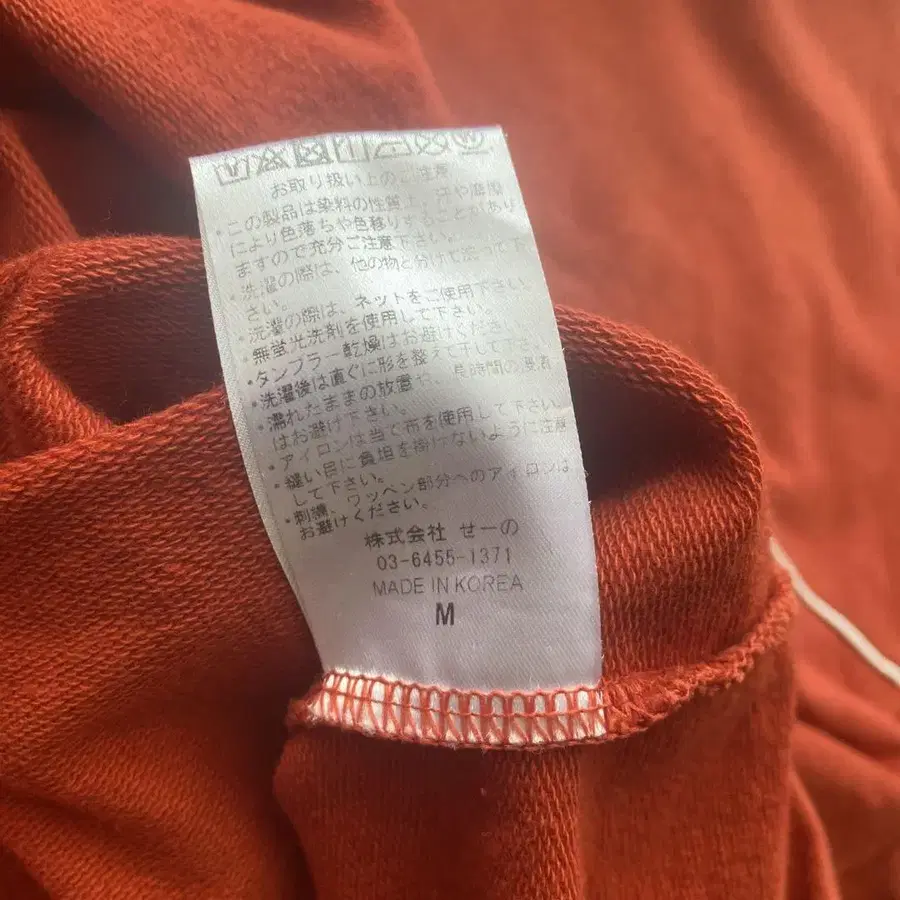 お取り扱い上のご注意
・この製品は染料の性質上、汗や摩擦
により色落ちや色移りすることがあり
ますので充分ご注意下さい。
・洗濯の際は、他の物と分けて洗って下
さい。
・洗濯の際は、ネットをご使用下さい。
・無蛍光洗剤を使用して下さい。
・タンブラー乾燥はお避けください。
・洗濯後は直ぐに形を整えて干して下さい。
・濡れたままの放置や、長時間の浸漬
はお避け下さい。
・アイロンは当て布を使用して下さい。
・縫い目に負担を掛けないように注意
して下さい。
・刺繍、ワッペン部分へのアイロンは
お避けください。
株式会社 せーの
03-6455-1371
MADE IN KOREA
M